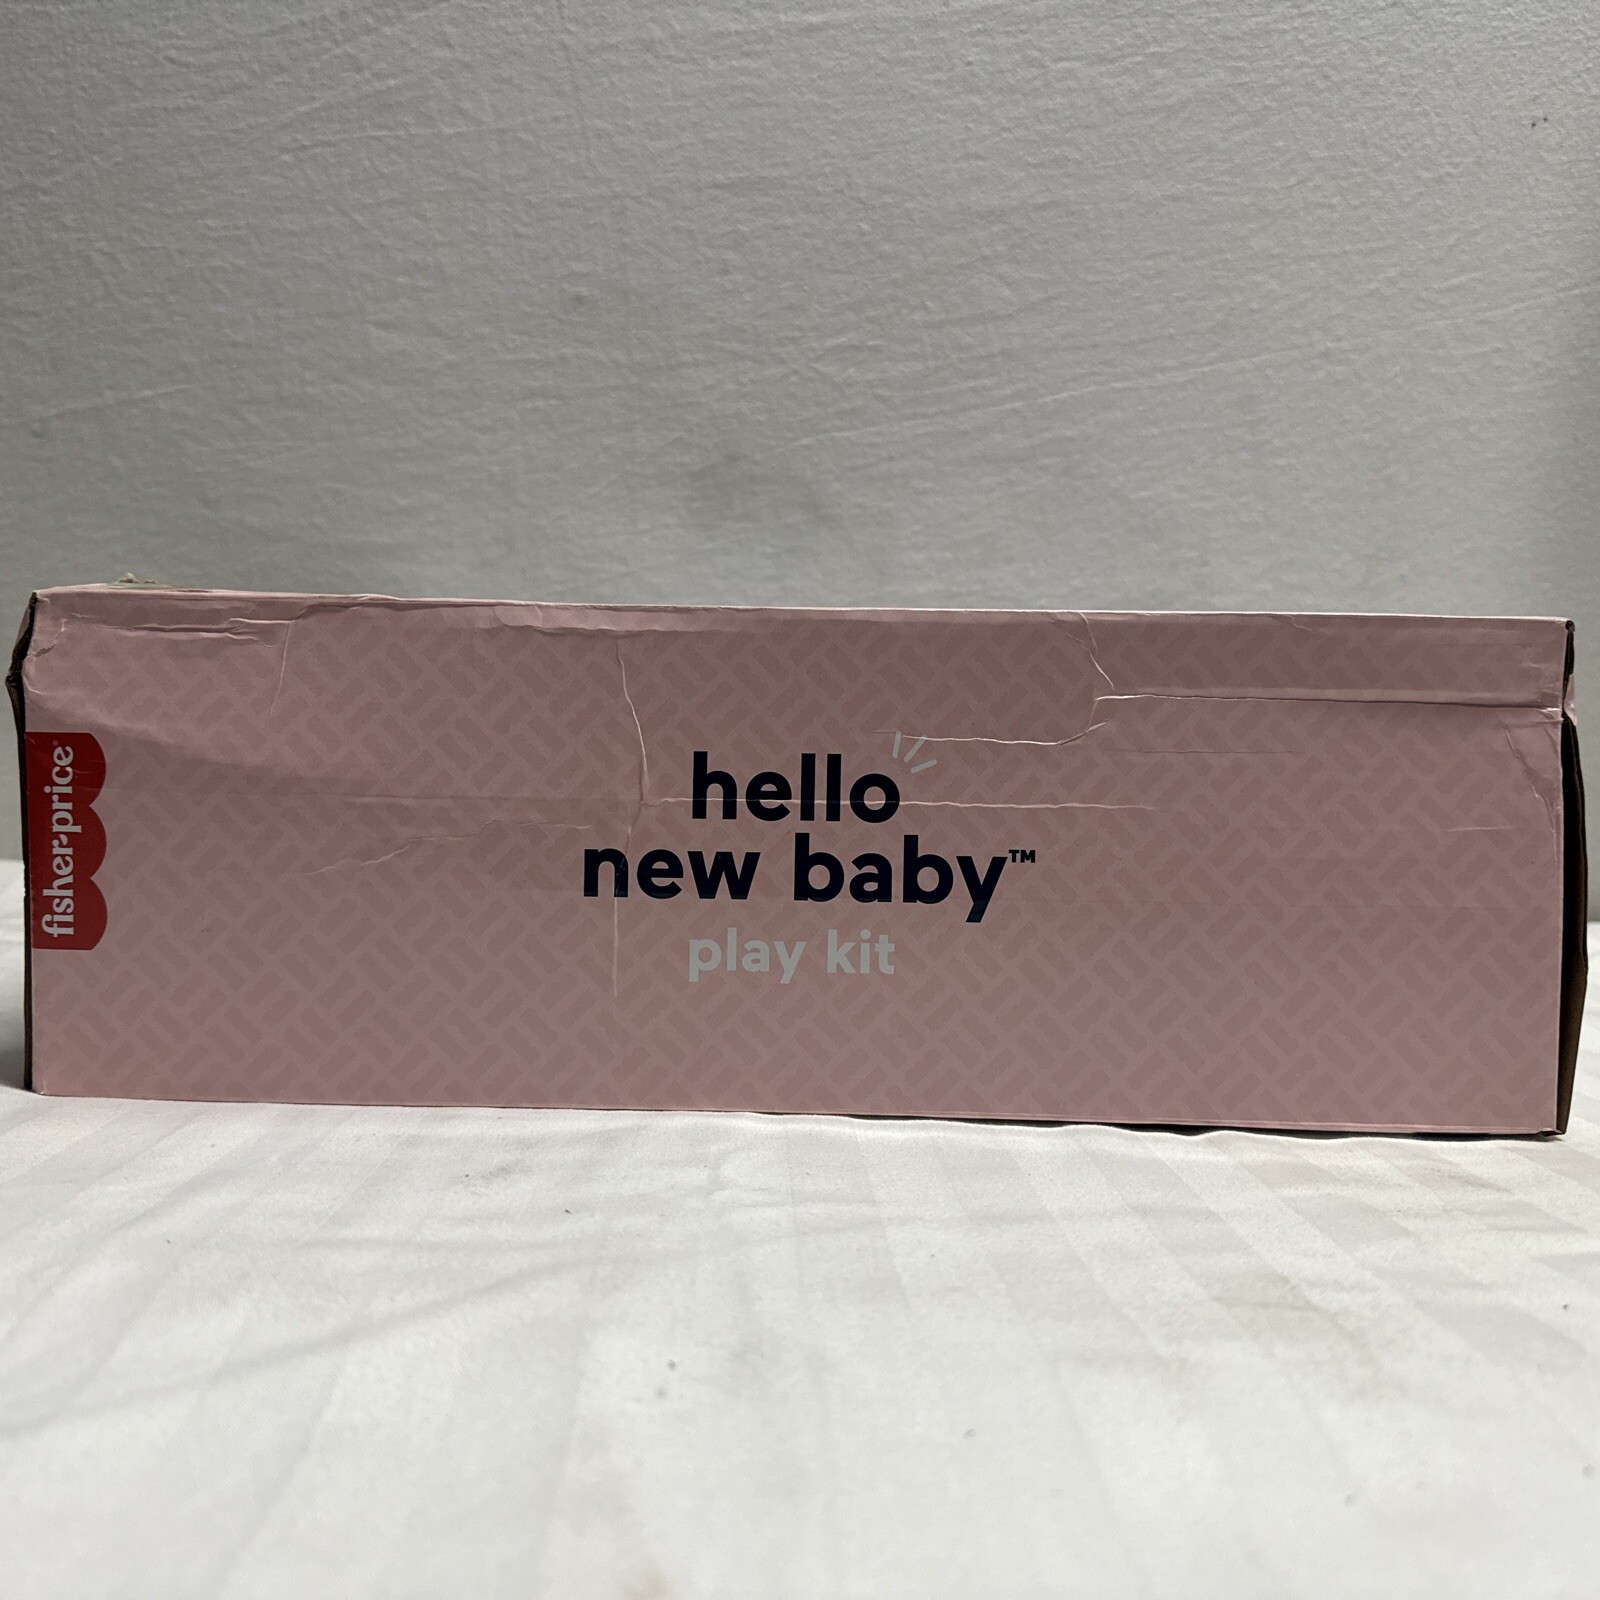 fisher-price®
hello
new baby™
play kit